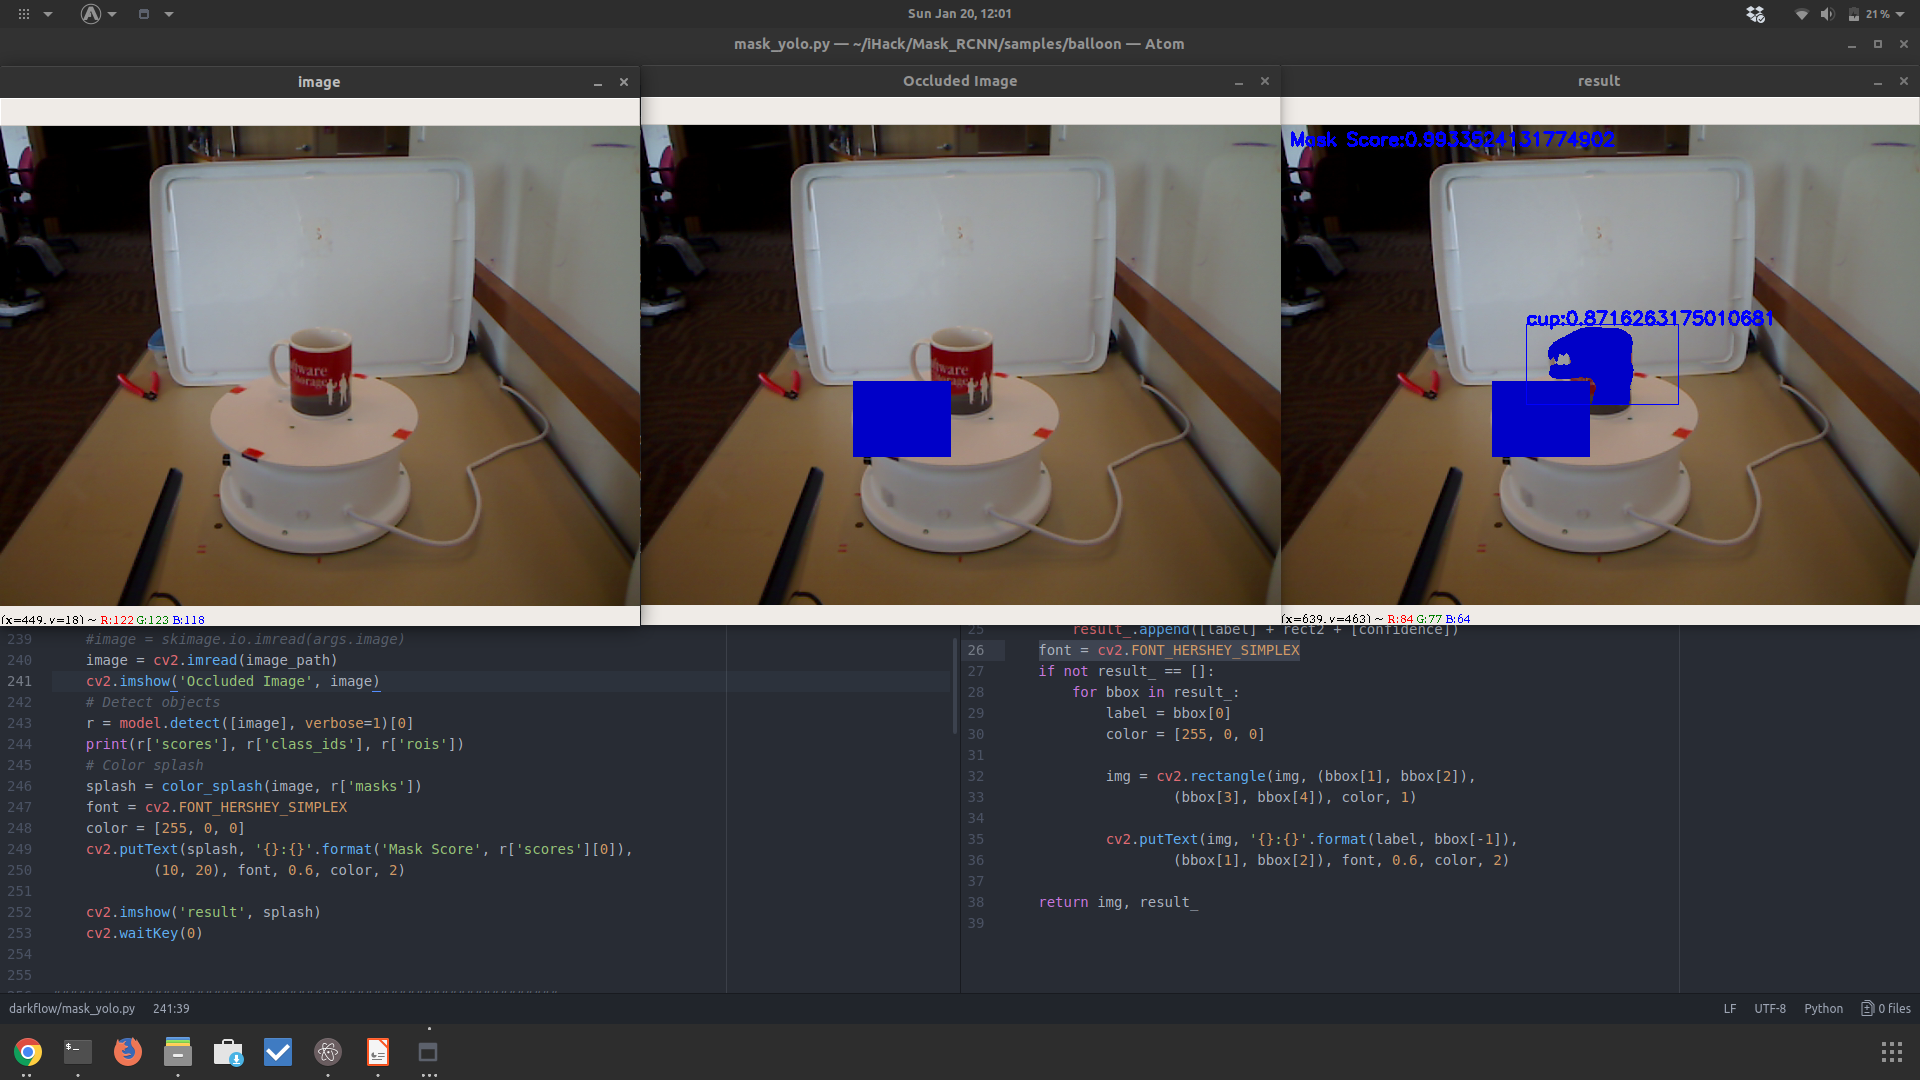 Sun Jan 20, 12:01
21 %
mask_yolo.py — ~/iHack/Mask_RCNN/samples/balloon — Atom
image
Occluded Image
result
Mask Score:0.9933524131774902
cup:0.8716263175010681
Software
Storage
(x=449, y=18) ~ R:122 G:123 B:118
(x=639, y=463) ~ R:84 G:77 B:64
239 #image = skimage.io.imread(args.image)
240 image = cv2.imread(image_path)
241 cv2.imshow('Occluded Image', image)
242 # Detect objects
243 r = model.detect([image], verbose=1)[0]
244 print(r['scores'], r['class_ids'], r['rois'])
245 # Color splash
246 splash = color_splash(image, r['masks'])
247 font = cv2.FONT_HERSHEY_SIMPLEX
248 color = [255, 0, 0]
249 cv2.putText(splash, '{}:{}'.format('Mask Score', r['scores'][0]),
250 (10, 20), font, 0.6, color, 2)
251
252 cv2.imshow('result', splash)
253 cv2.waitKey(0)
254
255
25 result_.append([label] + rect2 + [confidence])
26 font = cv2.FONT_HERSHEY_SIMPLEX
27 if not result_ == []:
28 for bbox in result_:
29 label = bbox[0]
30 color = [255, 0, 0]
31
32 img = cv2.rectangle(img, (bbox[1], bbox[2]),
33 (bbox[3], bbox[4]), color, 1)
34
35 cv2.putText(img, '{}:{}'.format(label, bbox[-1]),
36 (bbox[1], bbox[2]), font, 0.6, color, 2)
37
38 return img, result_
39
darkflow/mask_yolo.py 241:39
LF UTF-8 Python 0 files